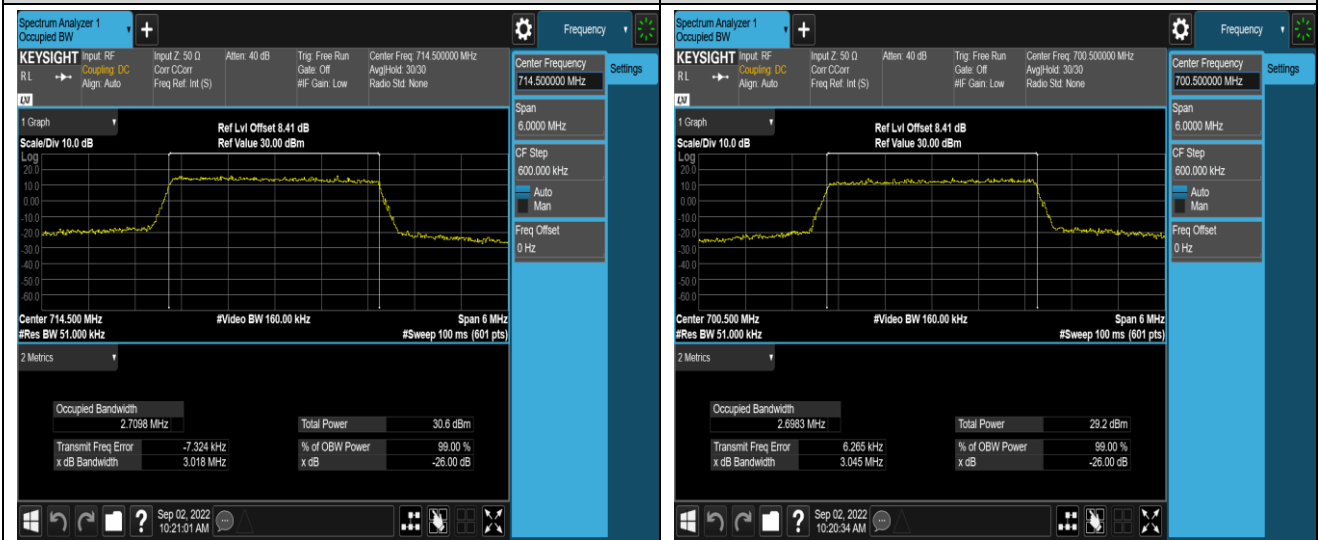 Spectrum Analyzer 1
Occupied BW
+
Frequency
KEYSIGHT
R L
LXI
Input: RF
Coupling: DC
Align: Auto
Input Z: 50 Ω
Corr CCorr
Freq Ref: Int (S)
Atten: 40 dB
Trig: Free Run
Gate: Off
#IF Gain: Low
Center Freq: 714.500000 MHz
Avg|Hold: 30/30
Radio Std: None
Center Frequency
714.500000 MHz
Settings
Span
6.0000 MHz
CF Step
600.000 kHz
Auto
Man
Freq Offset
0 Hz
1 Graph
Scale/Div 10.0 dB
Ref Lvl Offset 8.41 dB
Ref Value 30.00 dBm
Log
20.0
10.0
0.00
-10.0
-20.0
-30.0
-40.0
-50.0
-60.0
Center 714.500 MHz
#Video BW 160.00 kHz
Span 6 MHz
#Res BW 51.000 kHz
#Sweep 100 ms (601 pts)
2 Metrics
Occupied Bandwidth
2.7098 MHz
Total Power 30.6 dBm
Transmit Freq Error -7.324 kHz
% of OBW Power 99.00 %
x dB Bandwidth 3.018 MHz
x dB -26.00 dB
?
Sep 02, 2022
10:21:01 AM
Spectrum Analyzer 1
Occupied BW
+
Frequency
KEYSIGHT
R L
LXI
Input: RF
Coupling: DC
Align: Auto
Input Z: 50 Ω
Corr CCorr
Freq Ref: Int (S)
Atten: 40 dB
Trig: Free Run
Gate: Off
#IF Gain: Low
Center Freq: 700.500000 MHz
Avg|Hold: 30/30
Radio Std: None
Center Frequency
700.500000 MHz
Settings
Span
6.0000 MHz
CF Step
600.000 kHz
Auto
Man
Freq Offset
0 Hz
1 Graph
Scale/Div 10.0 dB
Ref Lvl Offset 8.41 dB
Ref Value 30.00 dBm
Log
20.0
10.0
0.00
-10.0
-20.0
-30.0
-40.0
-50.0
-60.0
Center 700.500 MHz
#Video BW 160.00 kHz
Span 6 MHz
#Res BW 51.000 kHz
#Sweep 100 ms (601 pts)
2 Metrics
Occupied Bandwidth
2.6983 MHz
Total Power 29.2 dBm
Transmit Freq Error 6.265 kHz
% of OBW Power 99.00 %
x dB Bandwidth 3.045 MHz
x dB -26.00 dB
?
Sep 02, 2022
10:20:34 AM